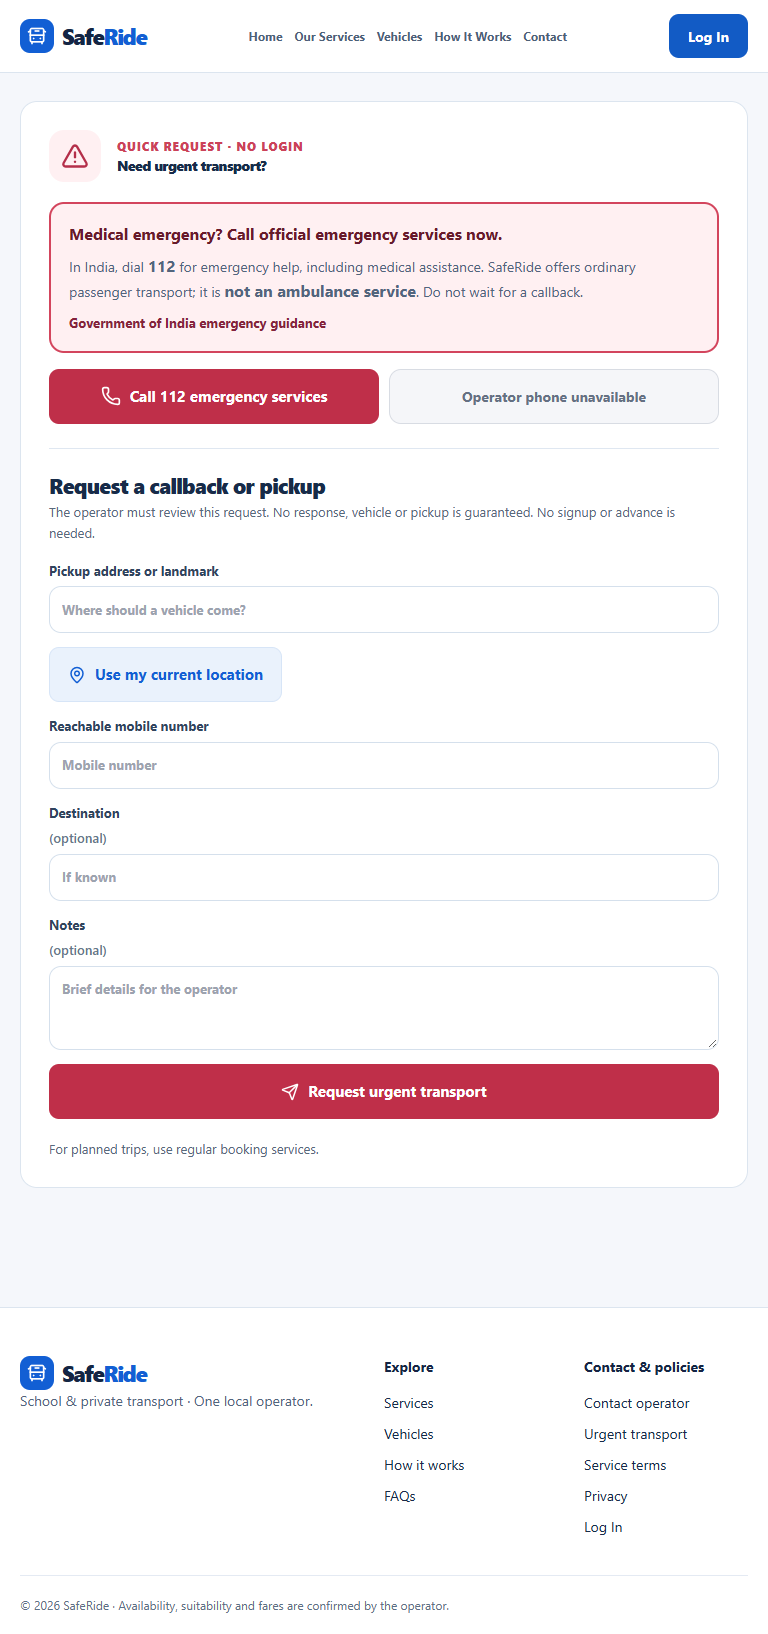 SafeRide
Home Our Services Vehicles How It Works Contact
Log In
QUICK REQUEST · NO LOGIN
Need urgent transport?
Medical emergency? Call official emergency services now.
In India, dial 112 for emergency help, including medical assistance. SafeRide offers ordinary
passenger transport; it is not an ambulance service. Do not wait for a callback.
Government of India emergency guidance
Call 112 emergency services
Operator phone unavailable
Request a callback or pickup
The operator must review this request. No response, vehicle or pickup is guaranteed. No signup or advance is
needed.
Pickup address or landmark
Where should a vehicle come?
Use my current location
Reachable mobile number
Mobile number
Destination
(optional)
If known
Notes
(optional)
Brief details for the operator
Request urgent transport
For planned trips, use regular booking services.
SafeRide
School & private transport · One local operator.
Explore
Services
Vehicles
How it works
FAQs
Contact & policies
Contact operator
Urgent transport
Service terms
Privacy
Log In
© 2026 SafeRide · Availability, suitability and fares are confirmed by the operator.